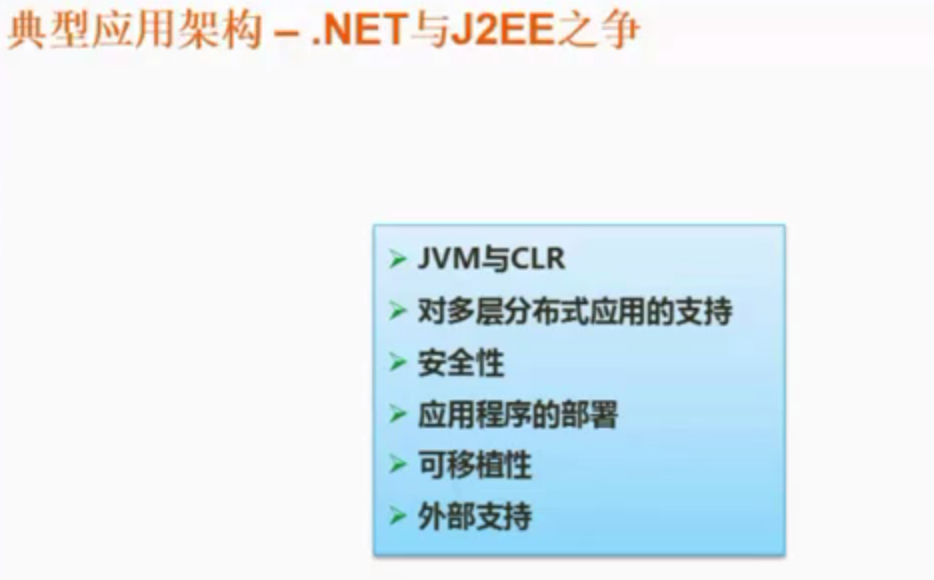 典型应用架构 – .NET与J2EE之争
JVM与CLR
对多层分布式应用的支持
安全性
应用程序的部署
可移植性
外部支持